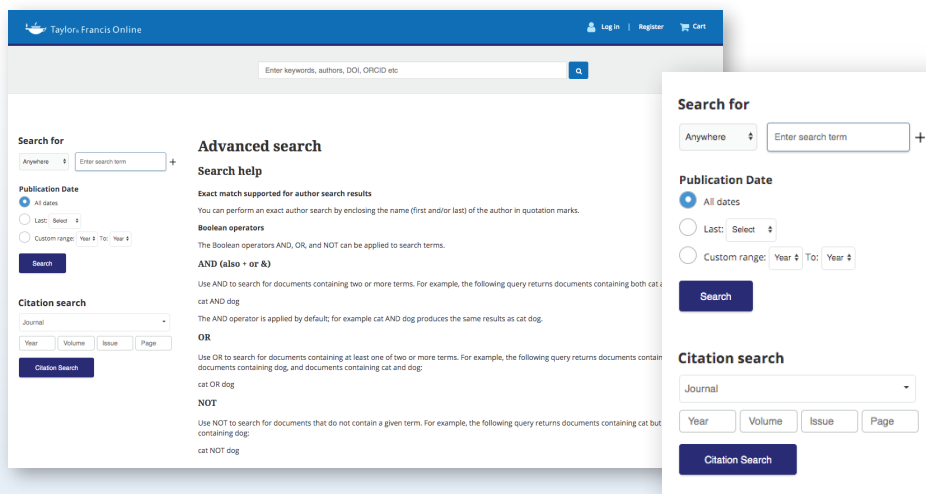 Taylor & Francis Online
Log in | Register Cart
Enter keywords, authors, DOI, ORCID etc
Search for
Anywhere Enter search term +
Publication Date
All dates
Last: Select
Custom range: Year To: Year
Search
Citation search
Journal
Year Volume Issue Page
Citation Search
Advanced search
Search help
Exact match supported for author search results
You can perform an exact author search by enclosing the name (first and/or last) of the author in quotation marks.
Boolean operators
The Boolean operators AND, OR, and NOT can be applied to search terms.
AND (also + or &)
Use AND to search for documents containing two or more terms. For example, the following query returns documents containing both cat
cat AND dog
The AND operator is applied by default; for example cat AND dog produces the same results as cat dog.
OR
Use OR to search for documents containing at least one of two or more terms. For example, the following query returns documents
documents containing dog, and documents containing cat and dog:
cat OR dog
NOT
Use NOT to search for documents that do not contain a given term. For example, the following query returns documents containing cat but
containing dog:
cat NOT dog
Search for
Anywhere Enter search term +
Publication Date
All dates
Last: Select
Custom range: Year To: Year
Search
Citation search
Journal
Year Volume Issue Page
Citation Search